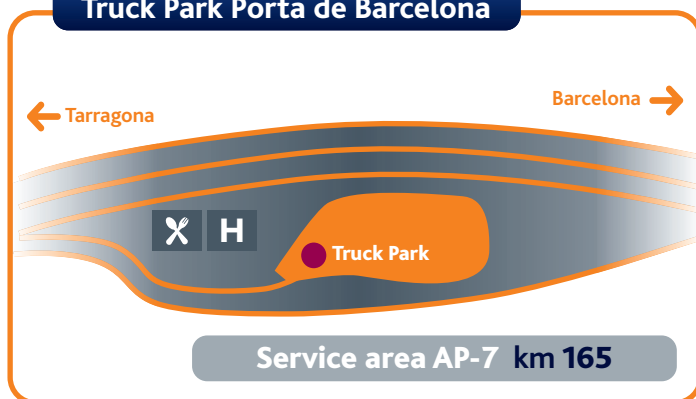 Truck Park Porta de Barcelona
Barcelona
Tarragona
H
Truck Park
Service area AP-7 km 165